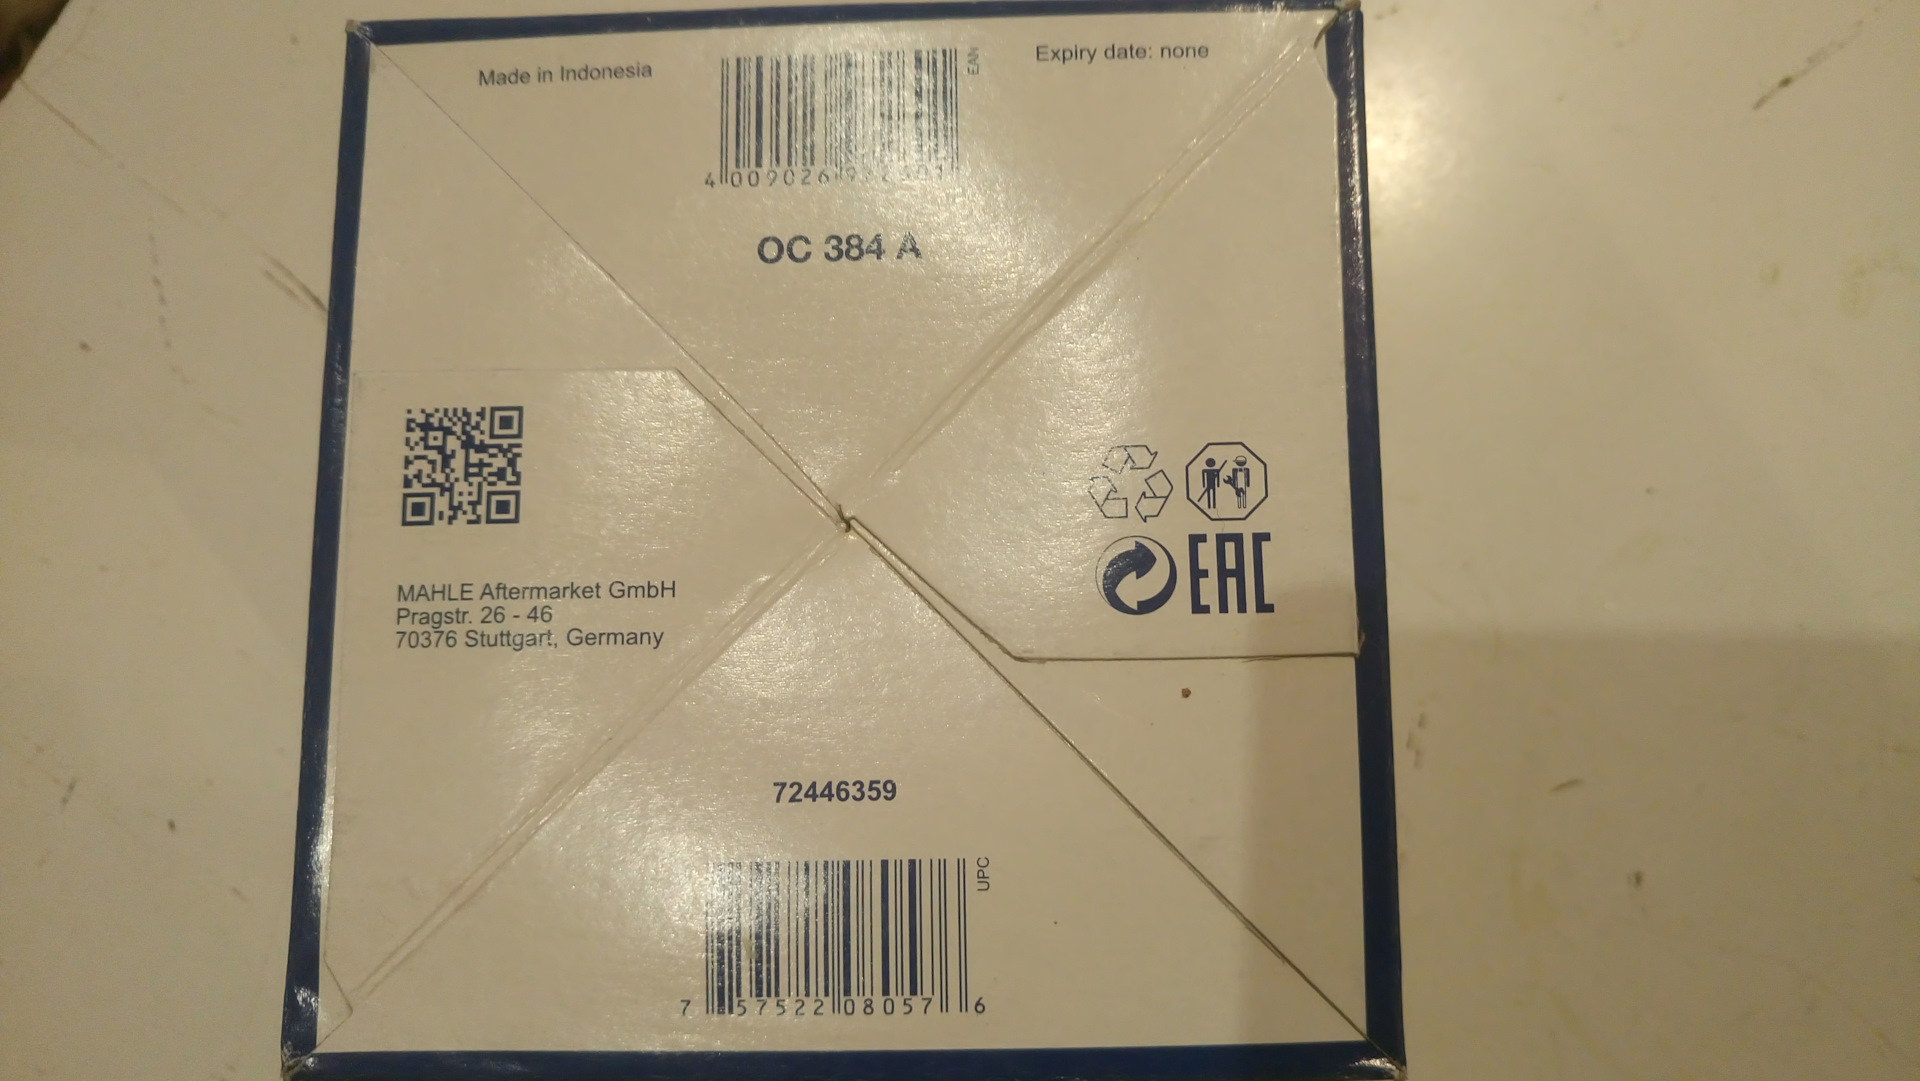 Made in Indonesia
EAN
Expiry date: none
OC 384 A
MAHLE Aftermarket GmbH
Pragstr. 26 - 46
70376 Stuttgart, Germany
EAC
72446359
UPC
7 57522 08057 6